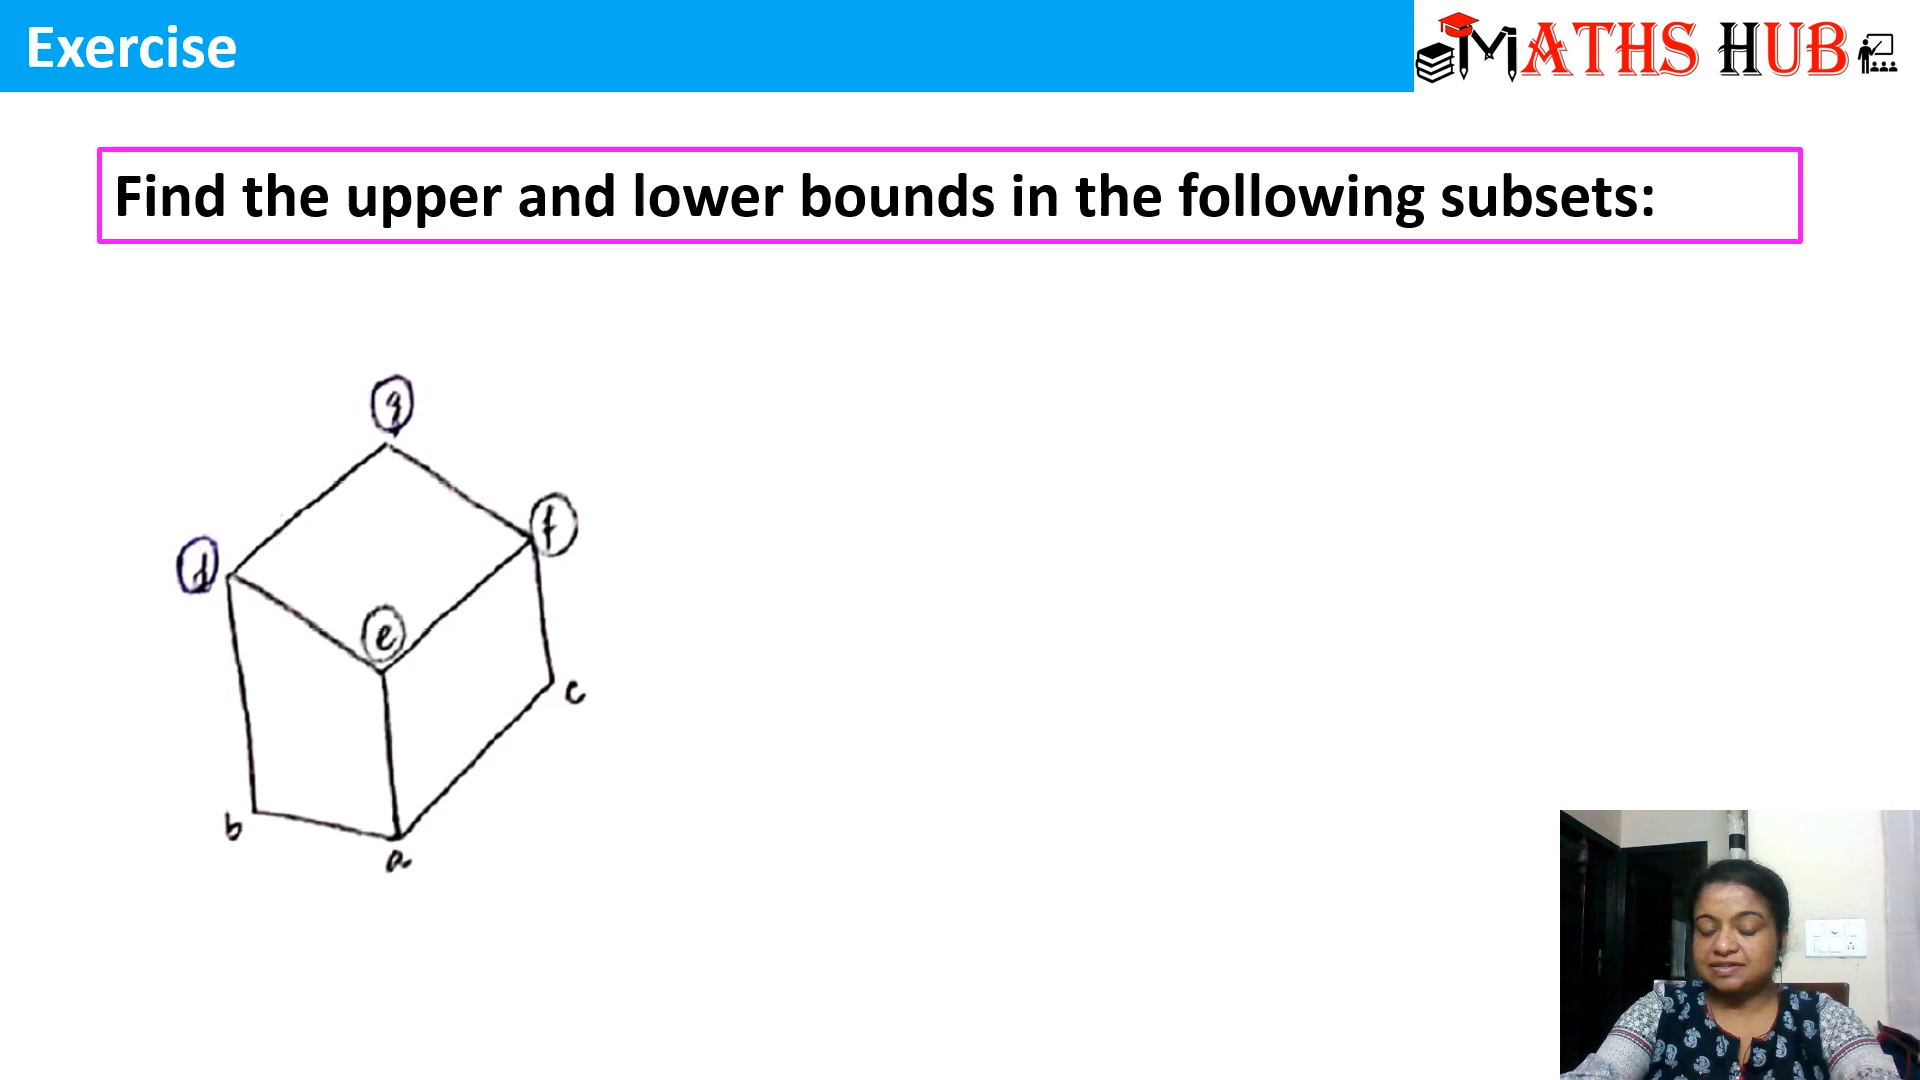 Exercise
MATHS HUB
Find the upper and lower bounds in the following subsets:
g
f
d
e
c
b
a